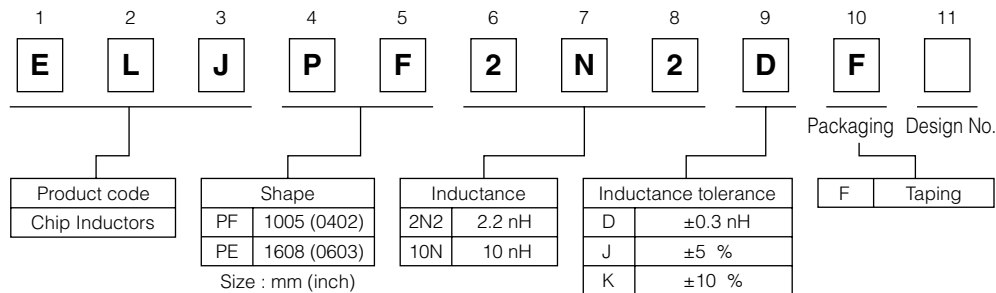 1 2 3 4 5 6 7 8 9 10 11
E L J P F 2 N 2 D F
Packaging Design No.
Product code
Chip Inductors
Shape
PF 1005 (0402)
PE 1608 (0603)
Size : mm (inch)
Inductance
2N2 2.2 nH
10N 10 nH
Inductance tolerance
D ±0.3 nH
J ±5 %
K ±10 %
F Taping